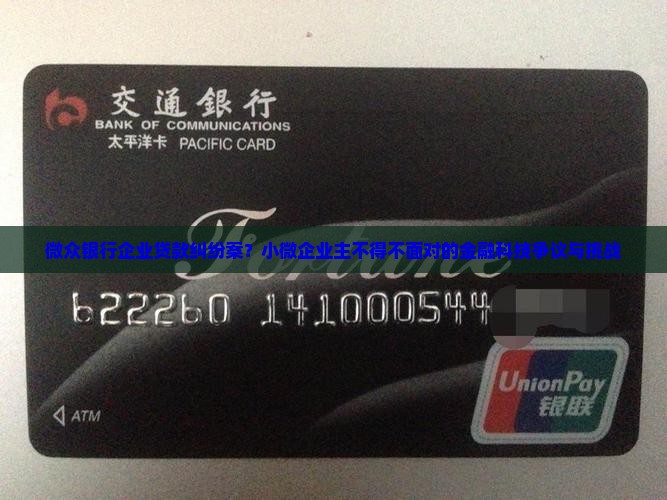 交通銀行
BANK OF COMMUNICATIONS
太平洋卡 PACIFIC CARD
Fortune
微众银行企业贷款纠纷案？小微企业主不得不面对的金融科技争议与挑战
622260 141000544
UnionPay
银联
ATM